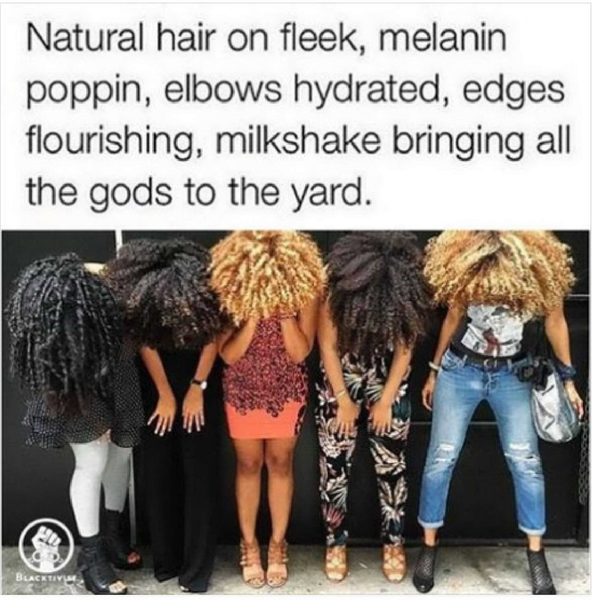 Natural hair on fleek, melanin
poppin, elbows hydrated, edges
flourishing, milkshake bringing all
the gods to the yard.